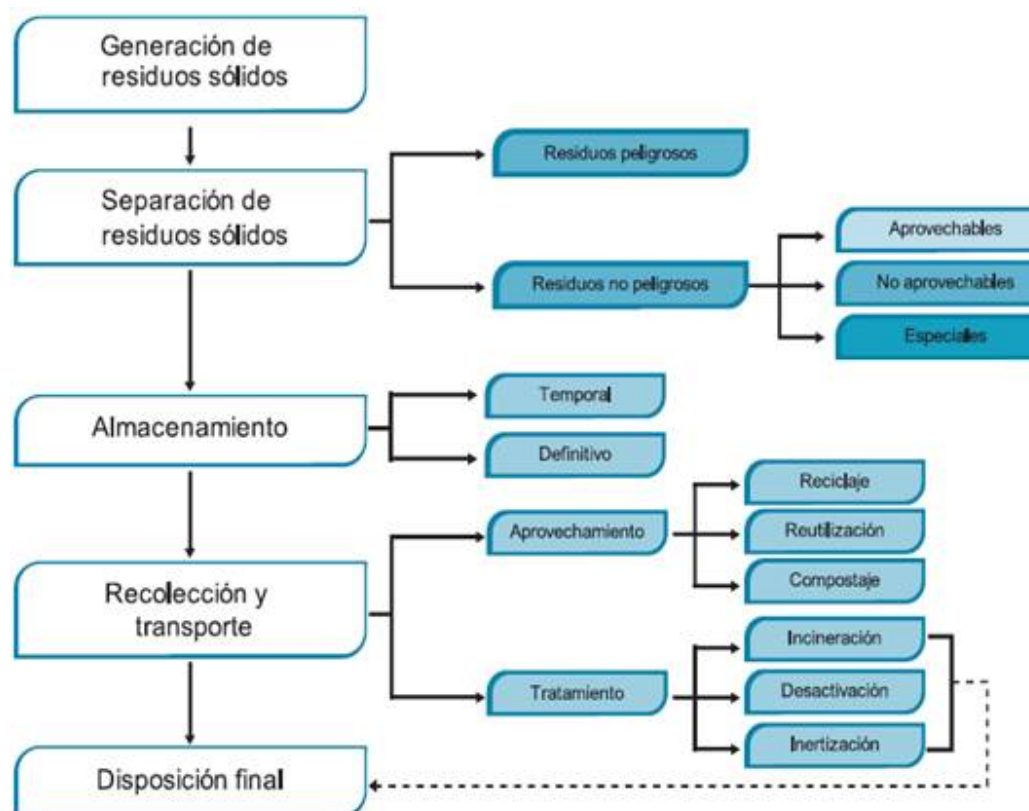 Generación de
residuos sólidos
Separación de
residuos sólidos
Residuos peligrosos
Residuos no peligrosos
Aprovechables
No aprovechables
Especiales
Almacenamiento
Temporal
Definitivo
Recolección y
transporte
Aprovechamiento
Reciclaje
Reutilización
Compostaje
Tratamiento
Incineración
Desactivación
Inertización
Disposición final